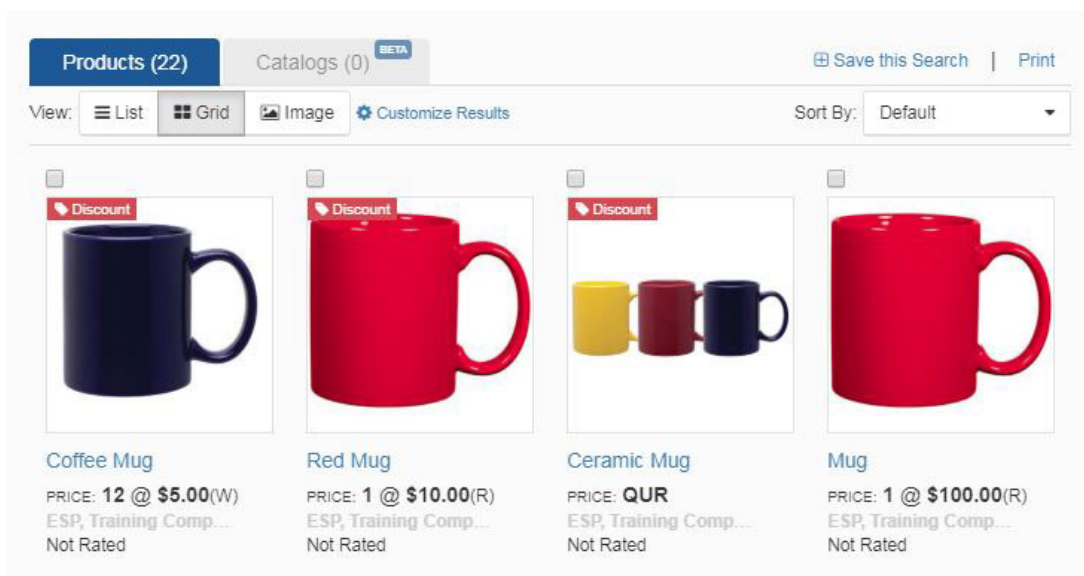 Products (22) Catalogs (0) BETA Save this Search | Print
View: List Grid Image Customize Results Sort By: Default
Discount Discount Discount
Coffee Mug Red Mug Ceramic Mug Mug
PRICE: 12 @ $5.00(W) PRICE: 1 @ $10.00(R) PRICE: QUR PRICE: 1 @ $100.00(R)
ESP, Training Comp... ESP, Training Comp... ESP, Training Comp... ESP, Training Comp...
Not Rated Not Rated Not Rated Not Rated